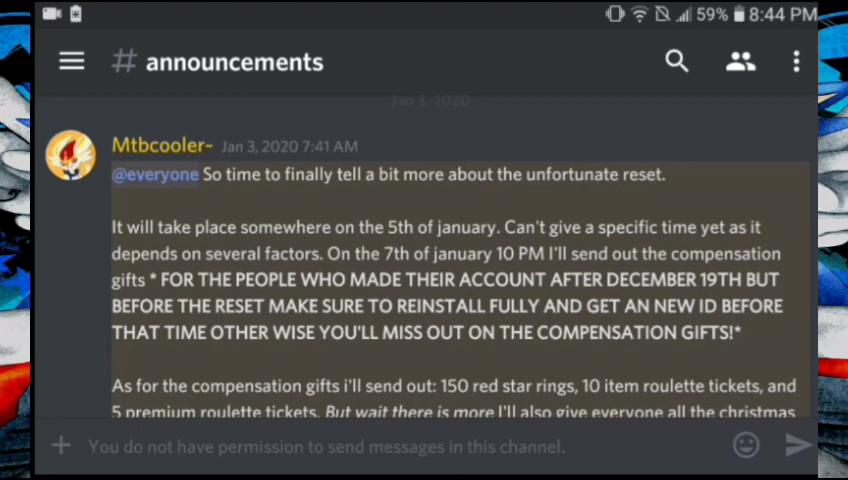 59% 8:44 PM
# announcements
Jan 3, 2020
Mtbcooler~ Jan 3, 2020 7:41 AM
@everyone So time to finally tell a bit more about the unfortunate reset.
It will take place somewhere on the 5th of january. Can't give a specific time yet as it
depends on several factors. On the 7th of january 10 PM I'll send out the compensation
gifts * FOR THE PEOPLE WHO MADE THEIR ACCOUNT AFTER DECEMBER 19TH BUT
BEFORE THE RESET MAKE SURE TO REINSTALL FULLY AND GET AN NEW ID BEFORE
THAT TIME OTHER WISE YOU'LL MISS OUT ON THE COMPENSATION GIFTS!*
As for the compensation gifts i'll send out: 150 red star rings, 10 item roulette tickets, and
5 premium roulette tickets. But wait there is more I'll also give everyone all the christmas
You do not have permission to send messages in this channel.